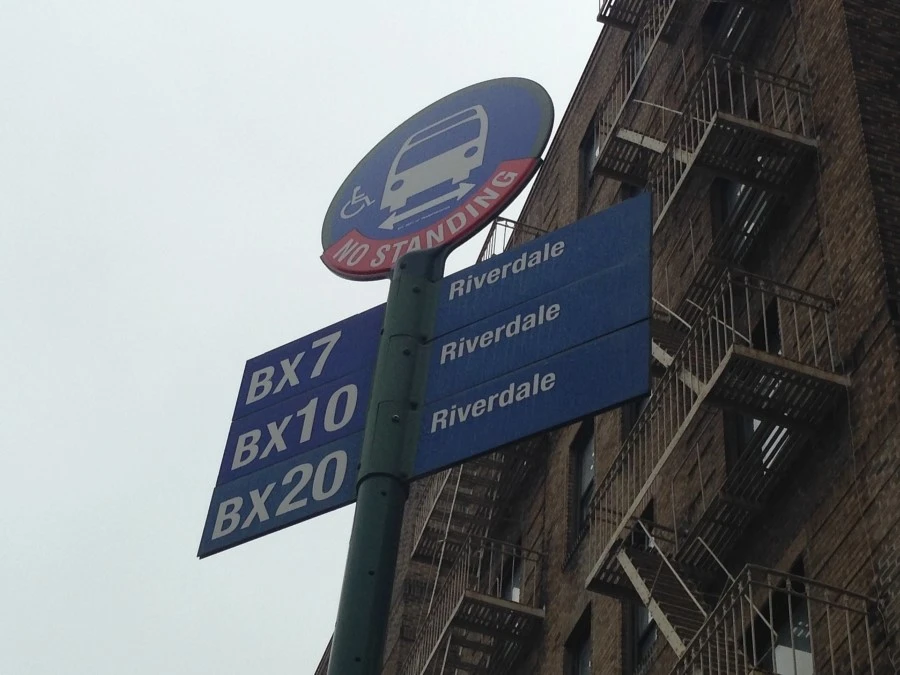 NO STANDING
BX7 Riverdale
BX10 Riverdale
BX20 Riverdale